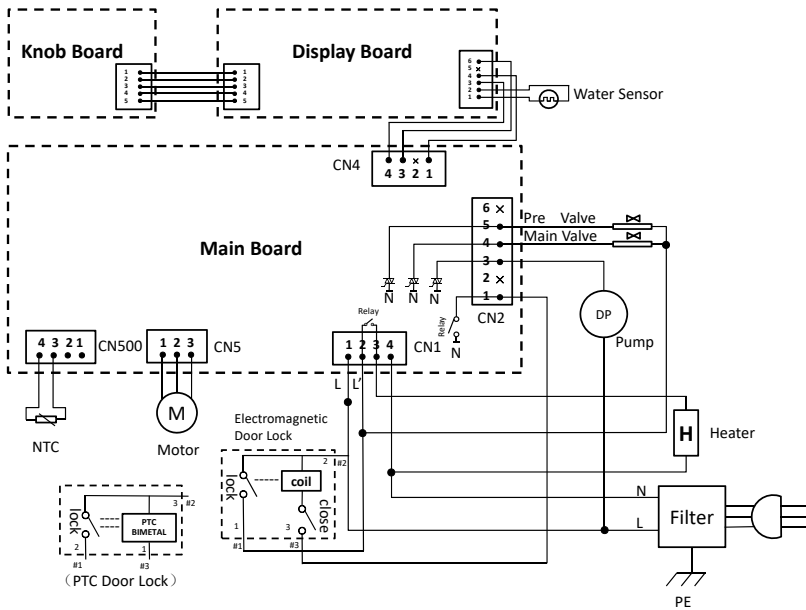 Knob Board
1
2
3
4
5
Display Board
1
2
3
4
5
6
5
4
3
2
1
Water Sensor
CN4
4 3 2 1
Main Board
6
5
4
3
2
1
CN2
Pre Valve
Main Valve
N N N
Relay
N
Relay
DP
Pump
4 3 2 1
CN500
1 2 3
CN5
1 2 3 4
CN1
L L'
NTC
M
Motor
Electromagnetic
Door Lock
2
#2
lock
coil
close
1
3
#1
#3
H
Heater
N
L
Filter
PE
3
#2
lock
PTC
BIMETAL
2
1
#1
#3
（PTC Door Lock）